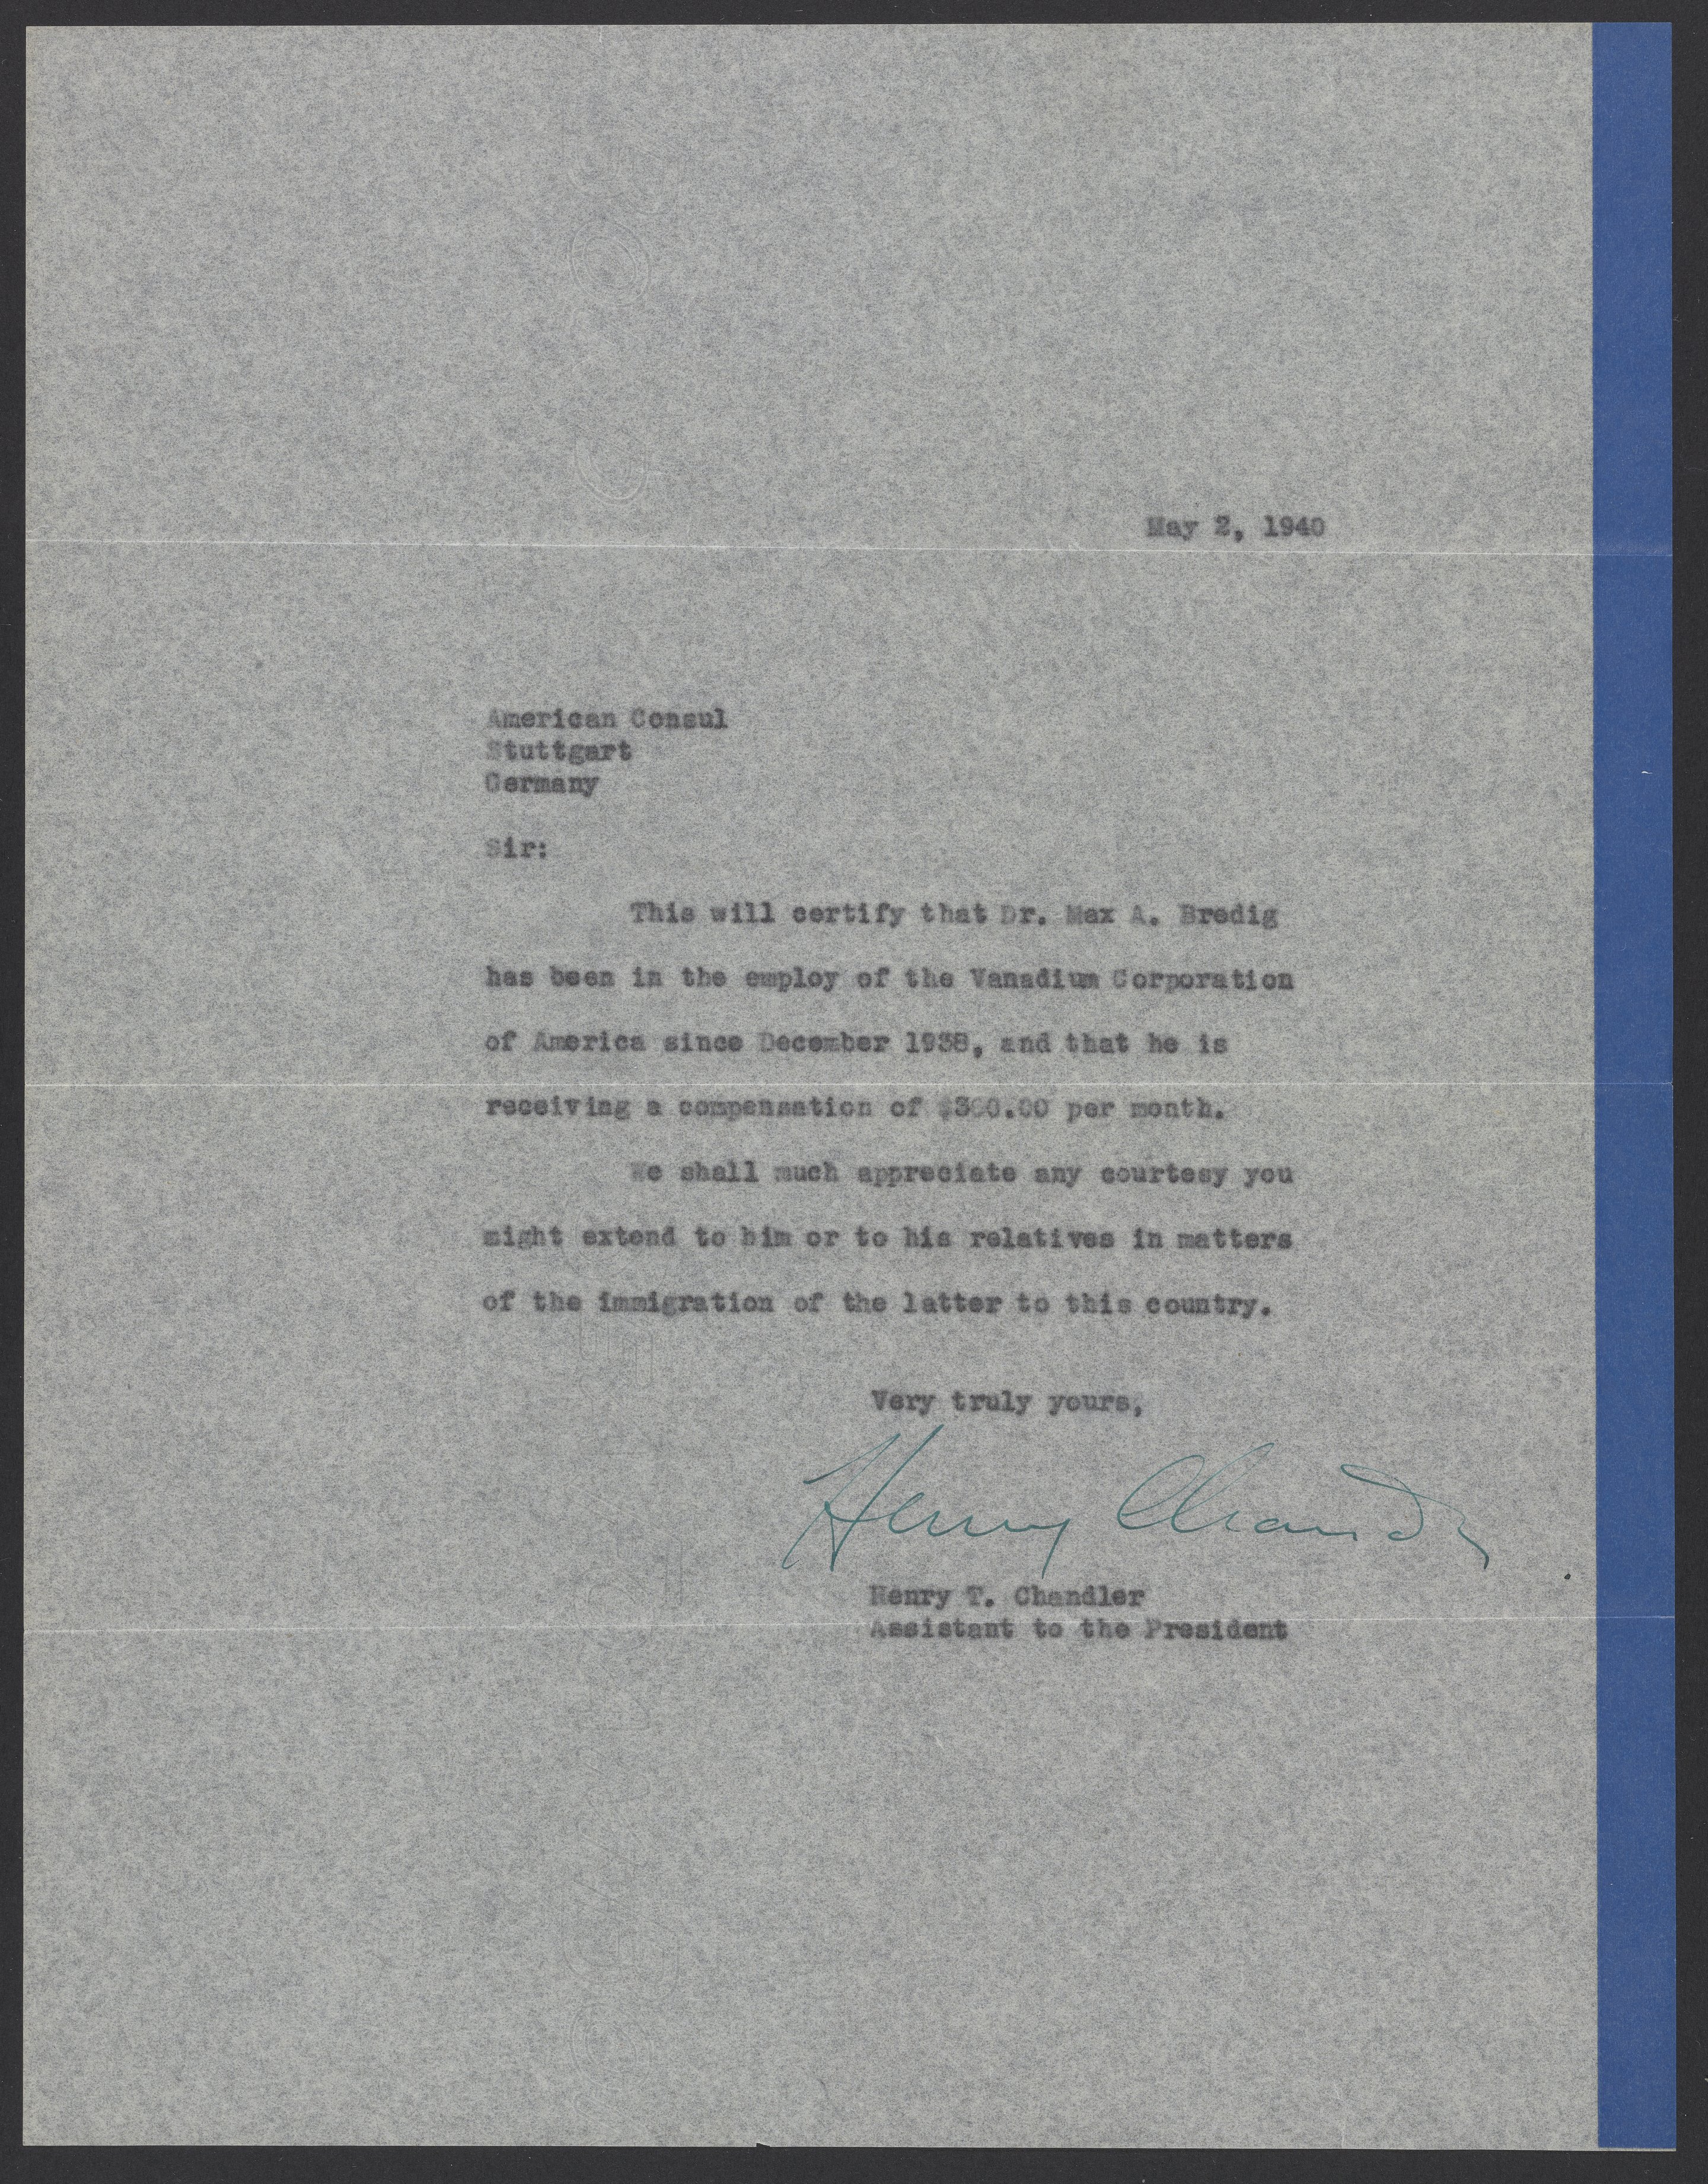 May 2, 1940
American Consul
Stuttgart
Germany
Sir:
This will certify that Dr. Max A. Bredig
has been in the employ of the Vanadium Corporation
of America since December 1938, and that he is
receiving a compensation of $300.00 per month.
We shall much appreciate any courtesy you
might extend to him or to his relatives in matters
of the immigration of the latter to this country.
Very truly yours,
Henry Chandler
Henry T. Chandler
Assistant to the President